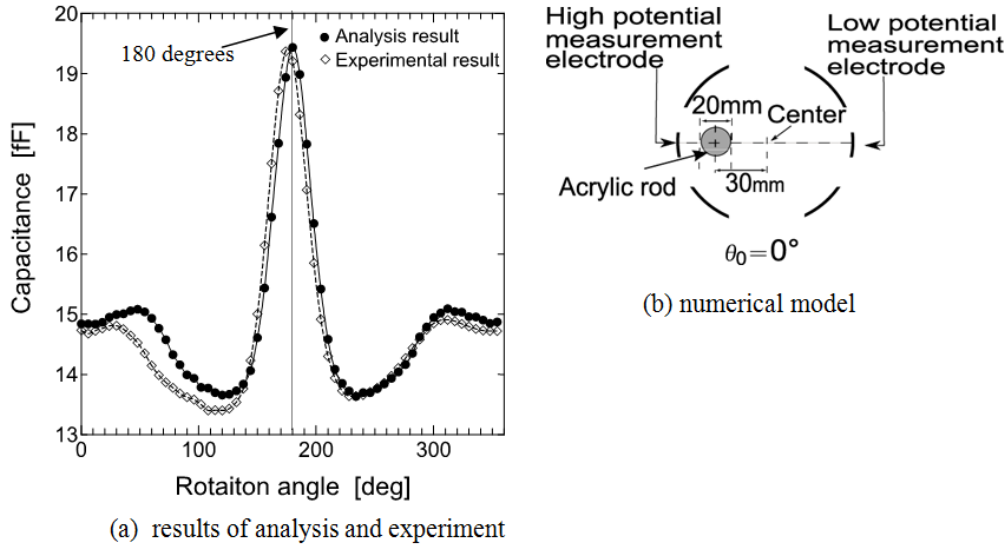 20
19
18
17
16
15
14
13
0
100
200
300
Capacitance [fF]
Rotaiton angle [deg]
180 degrees
Analysis result
Experimental result
(a) results of analysis and experiment
High potential
measurement
electrode
Low potential
measurement
electrode
20mm
Center
Acrylic rod
30mm
θ0=0°
(b) numerical model